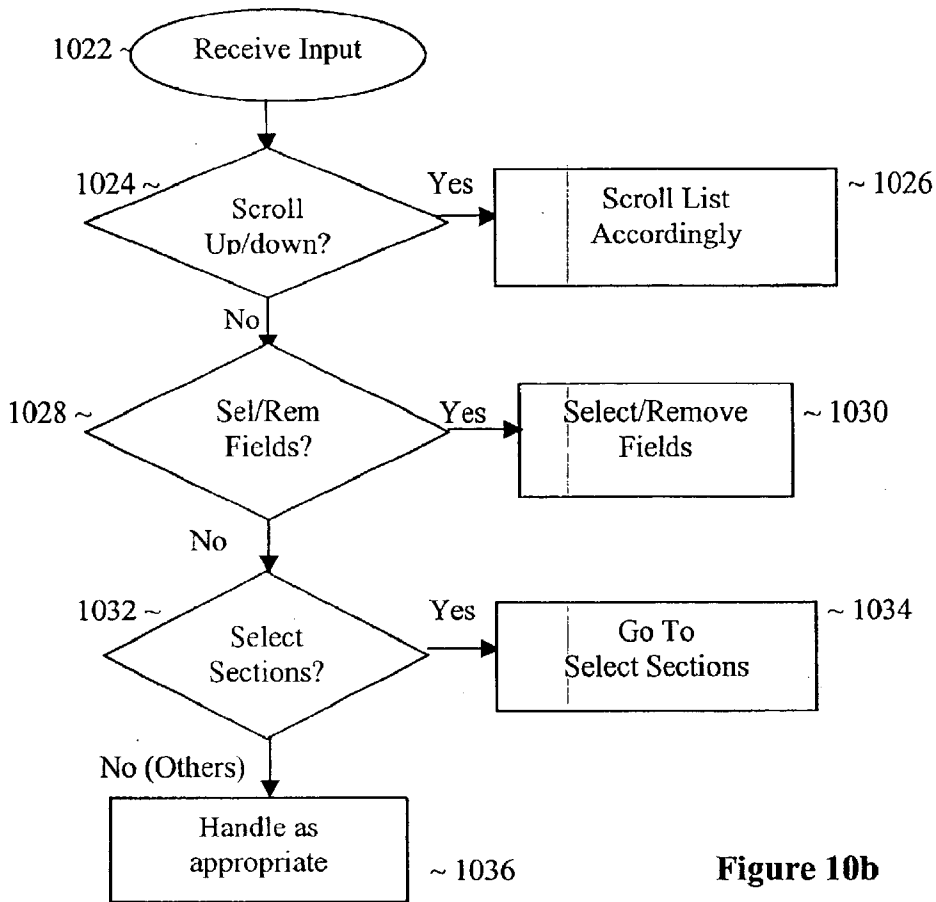 1022 ~
Receive Input
1024 ~
Scroll
Up/down?
Yes
Scroll List
Accordingly
~ 1026
No
1028 ~
Sel/Rem
Fields?
Yes
Select/Remove
Fields
~ 1030
No
1032 ~
Select
Sections?
Yes
Go To
Select Sections
~ 1034
No (Others)
Handle as
appropriate
~ 1036
Figure 10b